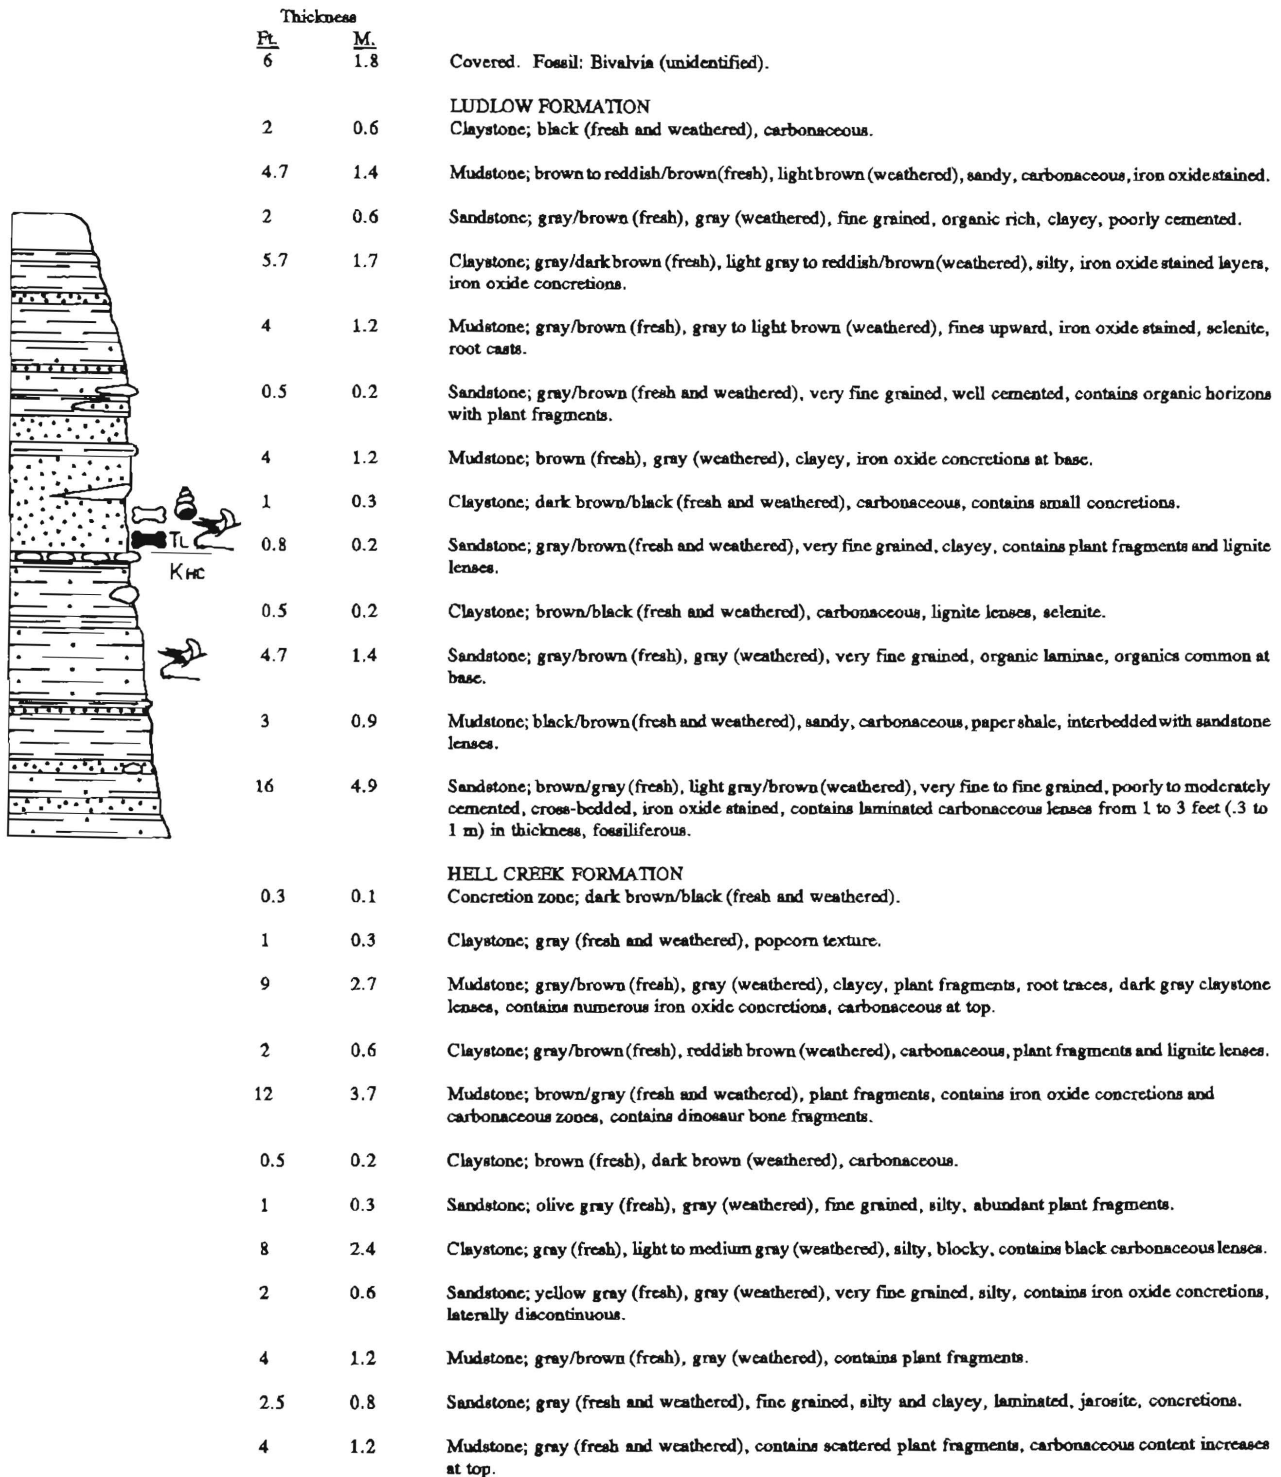 Thickness
Ft. M.
6 1.8 Covered. Fossil: Bivalvia (unidentified).
LUDLOW FORMATION
2 0.6 Claystone; black (fresh and weathered), carbonaceous.
4.7 1.4 Mudstone; brown to reddish/brown (fresh), light brown (weathered), sandy, carbonaceous, iron oxide stained.
2 0.6 Sandstone; gray/brown (fresh), gray (weathered), fine grained, organic rich, clayey, poorly cemented.
5.7 1.7 Claystone; gray/dark brown (fresh), light gray to reddish/brown (weathered), silty, iron oxide stained layers,
iron oxide concretions.
4 1.2 Mudstone; gray/brown (fresh), gray to light brown (weathered), fines upward, iron oxide stained, selenite,
root casts.
0.5 0.2 Sandstone; gray/brown (fresh and weathered), very fine grained, well cemented, contains organic horizons
with plant fragments.
4 1.2 Mudstone; brown (fresh), gray (weathered), clayey, iron oxide concretions at base.
1 0.3 Claystone; dark brown/black (fresh and weathered), carbonaceous, contains small concretions.
TL
KHC
0.8 0.2 Sandstone; gray/brown (fresh and weathered), very fine grained, clayey, contains plant fragments and lignite
lenses.
0.5 0.2 Claystone; brown/black (fresh and weathered), carbonaceous, lignite lenses, selenite.
4.7 1.4 Sandstone; gray/brown (fresh), gray (weathered), very fine grained, organic laminae, organics common at
base.
3 0.9 Mudstone; black/brown (fresh and weathered), sandy, carbonaceous, paper shale, interbedded with sandstone
lenses.
16 4.9 Sandstone; brown/gray (fresh), light gray/brown (weathered), very fine to fine grained, poorly to moderately
cemented, cross-bedded, iron oxide stained, contains laminated carbonaceous lenses from 1 to 3 feet (.3 to
1 m) in thickness, fossiliferous.
HELL CREEK FORMATION
0.3 0.1 Concretion zone; dark brown/black (fresh and weathered).
1 0.3 Claystone; gray (fresh and weathered), popcorn texture.
9 2.7 Mudstone; gray/brown (fresh), gray (weathered), clayey, plant fragments, root traces, dark gray claystone
lenses, contains numerous iron oxide concretions, carbonaceous at top.
2 0.6 Claystone; gray/brown (fresh), reddish brown (weathered), carbonaceous, plant fragments and lignite lenses.
12 3.7 Mudstone; brown/gray (fresh and weathered), plant fragments, contains iron oxide concretions and
carbonaceous zones, contains dinosaur bone fragments.
0.5 0.2 Claystone; brown (fresh), dark brown (weathered), carbonaceous.
1 0.3 Sandstone; olive gray (fresh), gray (weathered), fine grained, silty, abundant plant fragments.
8 2.4 Claystone; gray (fresh), light to medium gray (weathered), silty, blocky, contains black carbonaceous lenses.
2 0.6 Sandstone; yellow gray (fresh), gray (weathered), very fine grained, silty, contains iron oxide concretions,
laterally discontinuous.
4 1.2 Mudstone; gray/brown (fresh), gray (weathered), contains plant fragments.
2.5 0.8 Sandstone; gray (fresh and weathered), fine grained, silty and clayey, laminated, jarosite, concretions.
4 1.2 Mudstone; gray (fresh and weathered), contains scattered plant fragments, carbonaceous content increases
at top.